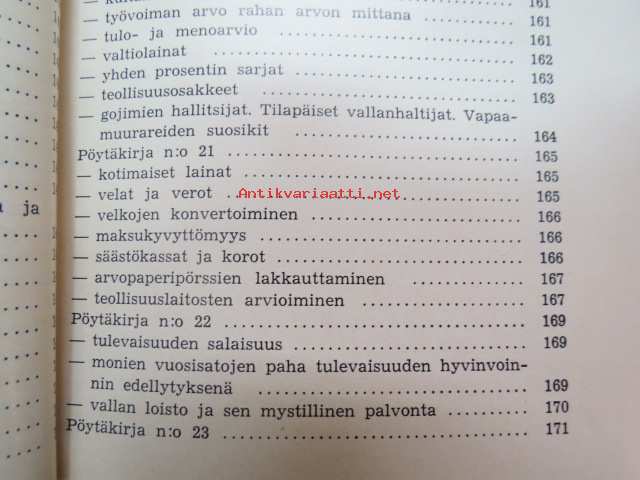 161
— työvoiman arvo rahan arvon mittana ........ 161
— tulo- ja menoarvio ........ 161
— valtiolainat ........ 162
— yhden prosentin sarjat ........ 163
— teollisuusosakkeet ........ 163
— gojimien hallitsijat. Tilapäiset vallanhaltijat. Vapaa-
muurareiden suosikit ........ 164
Pöytäkirja n:o 21 ........ 165
— kotimaiset lainat ........ 165
— velat ja verot ........ 165
Antikvariaatti.net
— velkojen konvertoiminen ........ 166
ja
— maksukyvyttömyys ........ 166
— säästökassat ja korot ........ 166
— arvopaperipörssien lakkauttaminen ........ 167
— teollisuuslaitosten arvioiminen ........ 167
Pöytäkirja n:o 22 ........ 169
— tulevaisuuden salaisuus ........ 169
— monien vuosisatojen paha tulevaisuuden hyvinvoin-
nin edellytyksenä ........ 169
— vallan loisto ja sen mystillinen palvonta ........ 170
Pöytäkirja n:o 23 ........ 171